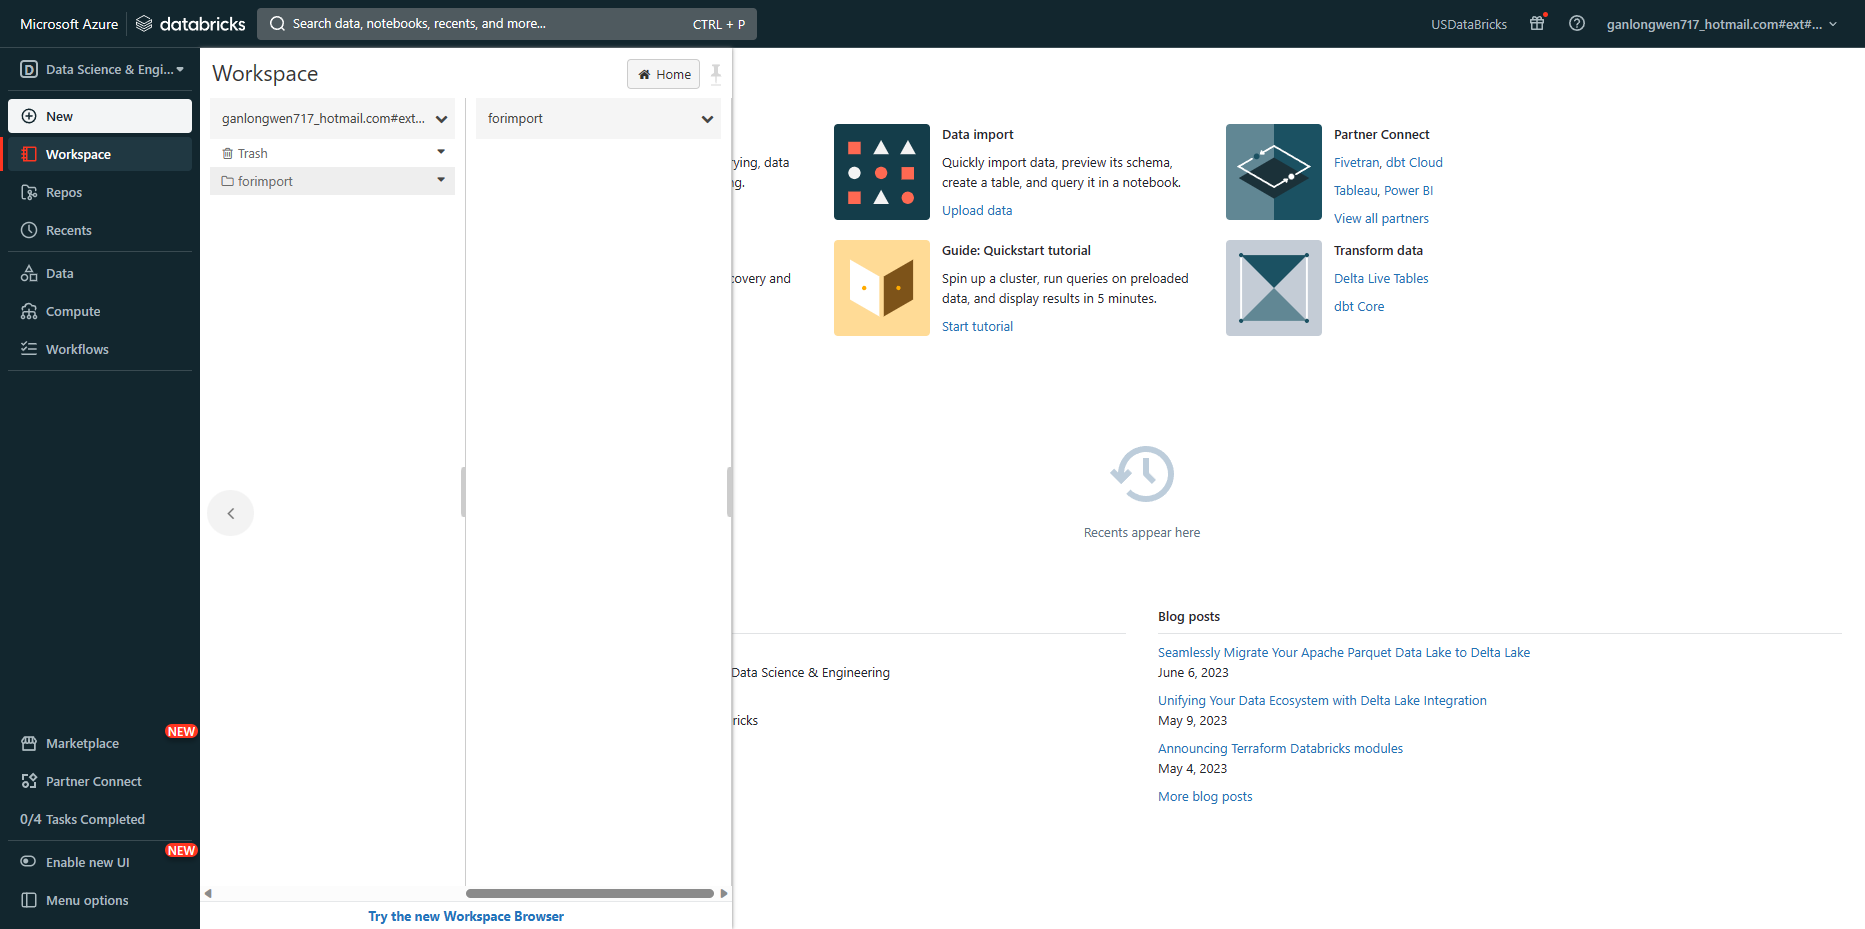 Microsoft Azure
databricks
Search data, notebooks, recents, and more...
CTRL + P
USDataBricks
ganlongwen717_hotmail.com#ext#...
D
Data Science & Engi...
New
Workspace
Repos
Recents
Data
Compute
Workflows
Marketplace
NEW
Partner Connect
0/4 Tasks Completed
Enable new UI
NEW
Menu options
Workspace
Home
ganlongwen717_hotmail.com#ext...
Trash
forimport
forimport
Try the new Workspace Browser
ying, data
g.
covery and
Data import
Quickly import data, preview its schema,
create a table, and query it in a notebook.
Upload data
Guide: Quickstart tutorial
Spin up a cluster, run queries on preloaded
data, and display results in 5 minutes.
Start tutorial
Partner Connect
Fivetran, dbt Cloud
Tableau, Power BI
View all partners
Transform data
Delta Live Tables
dbt Core
Recents appear here
Data Science & Engineering
ricks
Blog posts
Seamlessly Migrate Your Apache Parquet Data Lake to Delta Lake
June 6, 2023
Unifying Your Data Ecosystem with Delta Lake Integration
May 9, 2023
Announcing Terraform Databricks modules
May 4, 2023
More blog posts